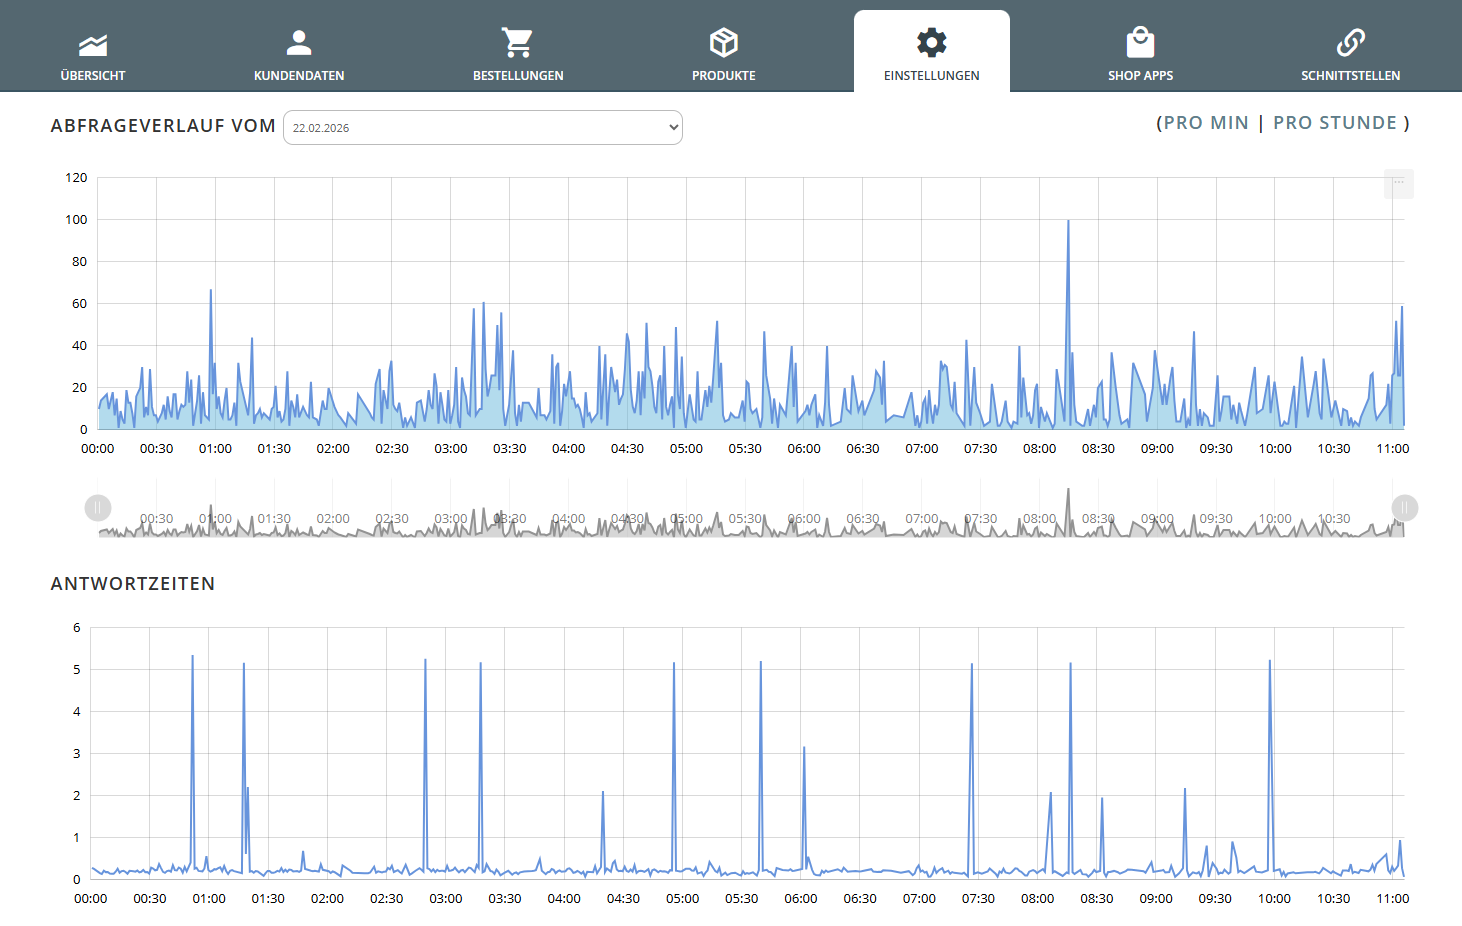 ÜBERSICHT KUNDENDATEN BESTELLUNGEN PRODUKTE EINSTELLUNGEN SHOP APPS SCHNITTSTELLEN
ABFRAGEVERLAUF VOM 22.02.2026 (PRO MIN | PRO STUNDE )
120
100
80
60
40
20
0
00:00 00:30 01:00 01:30 02:00 02:30 03:00 03:30 04:00 04:30 05:00 05:30 06:00 06:30 07:00 07:30 08:00 08:30 09:00 09:30 10:00 10:30 11:00
00:30 01:00 01:30 02:00 02:30 03:00 03:30 04:00 04:30 05:00 05:30 06:00 06:30 07:00 07:30 08:00 08:30 09:00 09:30 10:00 10:30
ANTWORTZEITEN
6
5
4
3
2
1
0
00:00 00:30 01:00 01:30 02:00 02:30 03:00 03:30 04:00 04:30 05:00 05:30 06:00 06:30 07:00 07:30 08:00 08:30 09:00 09:30 10:00 10:30 11:00